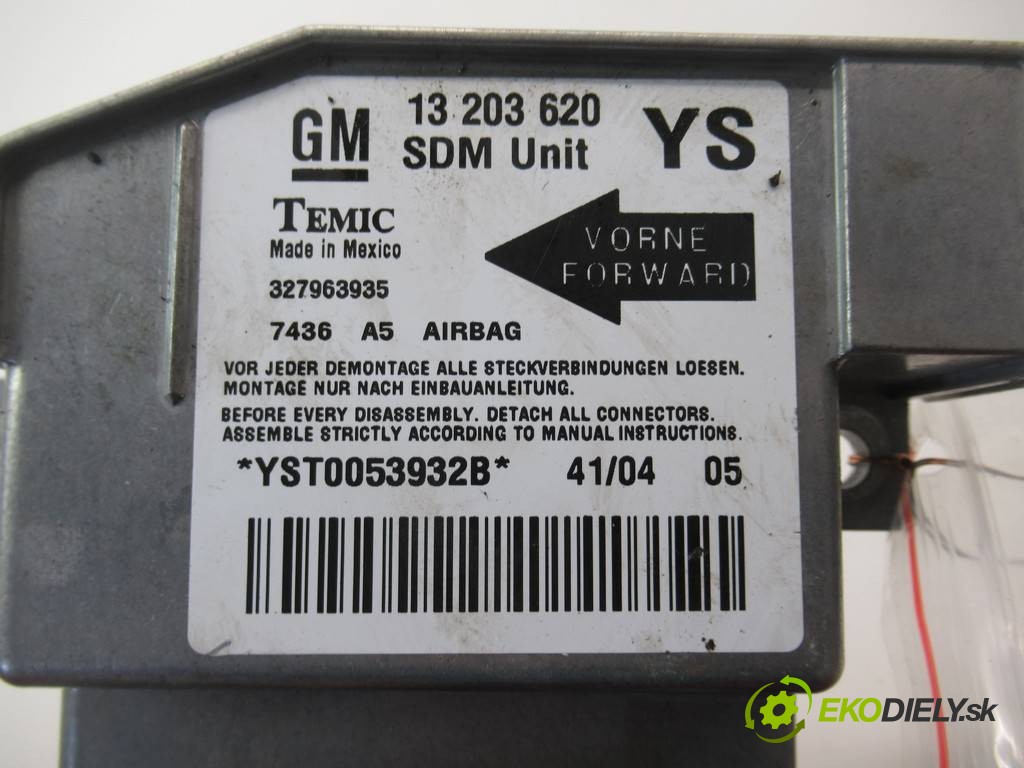 GM
13 203 620
SDM Unit
YS
TEMIC
Made in Mexico
VORNE
FORWARD
327963935
7436 A5 AIRBAG
VOR JEDER DEMONTAGE ALLE STECKVERBINDUNGEN LOESEN.
MONTAGE NUR NACH EINBAUANLEITUNG.
BEFORE EVERY DISASSEMBLY. DETACH ALL CONNECTORS.
ASSEMBLE STRICTLY ACCORDING TO MANUAL INSTRUCTIONS.
*YST0053932B* 41/04 05
EKODIELY.sk